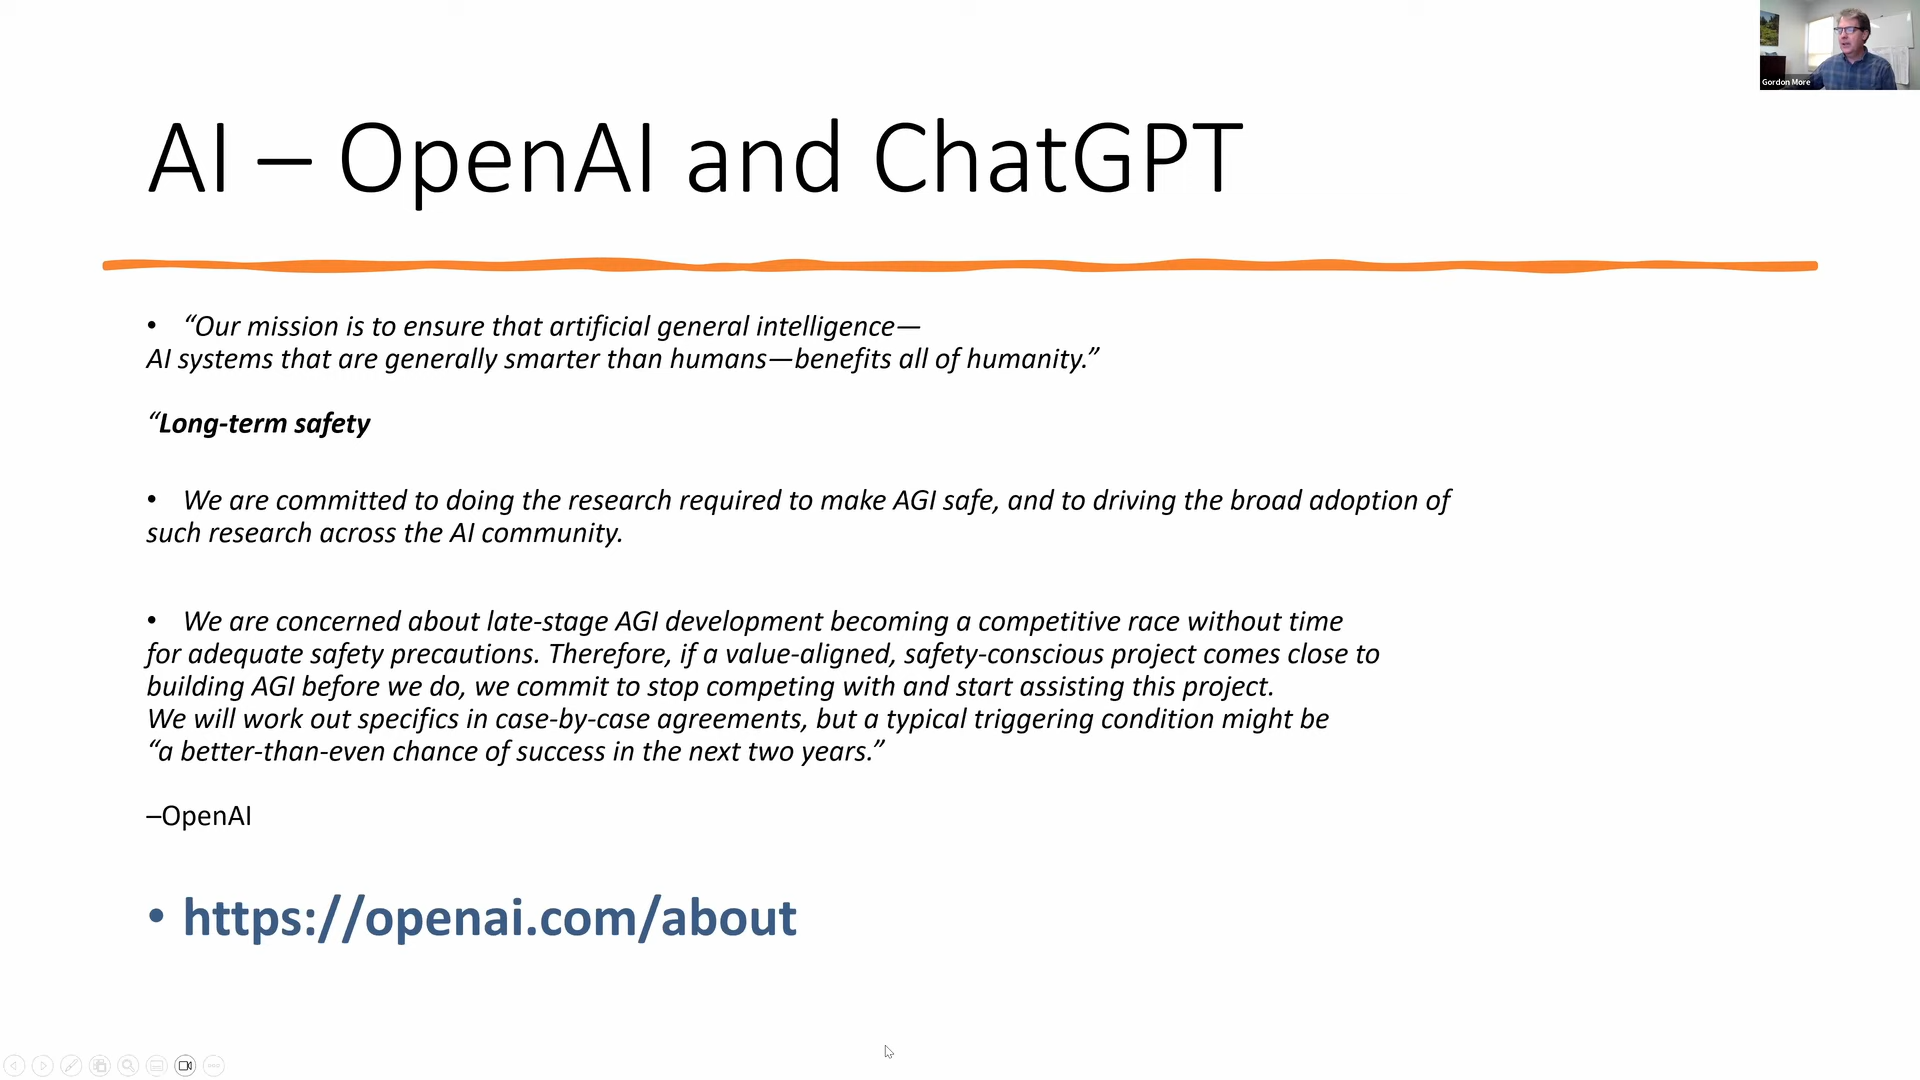 Gordon More
AI – OpenAI and ChatGPT
• “Our mission is to ensure that artificial general intelligence—
AI systems that are generally smarter than humans—benefits all of humanity.”
“Long-term safety
• We are committed to doing the research required to make AGI safe, and to driving the broad adoption of
such research across the AI community.
• We are concerned about late-stage AGI development becoming a competitive race without time
for adequate safety precautions. Therefore, if a value-aligned, safety-conscious project comes close to
building AGI before we do, we commit to stop competing with and start assisting this project.
We will work out specifics in case-by-case agreements, but a typical triggering condition might be
“a better-than-even chance of success in the next two years.”
–OpenAI
• https://openai.com/about